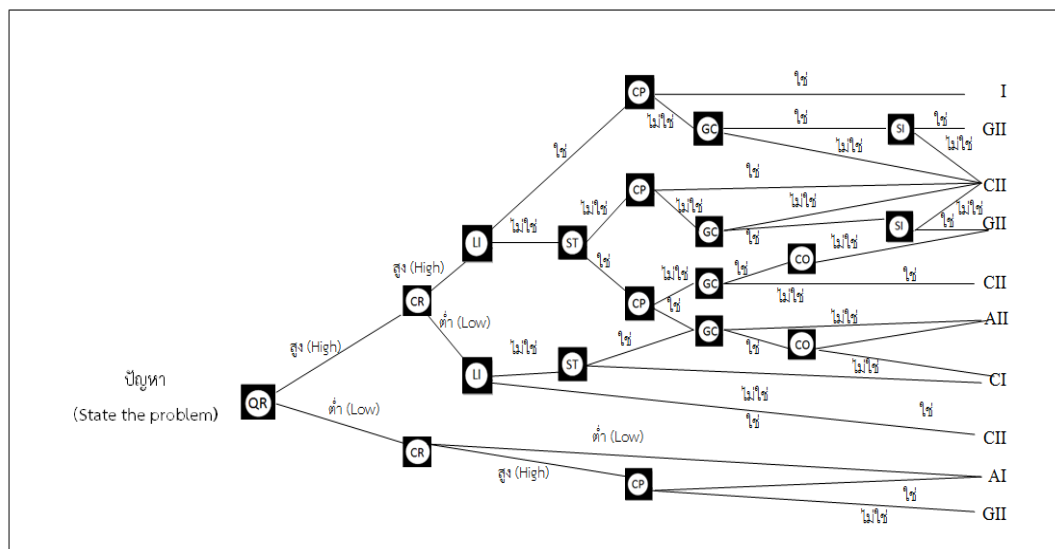 ใช่
I
CP
ไม่ใช่
GC
ใช่
SI
ใช่
GII
ไม่ใช่
ไม่ใช่
ใช่
ใช่
CII
CP
ไม่ใช่
ไม่ใช่
ไม่ใช่
ไม่ใช่
GII
LI
ไม่ใช่
ST
GC
ใช่
SI
ใช่
ไม่ใช่
CO
สูง (High)
ใช่
ไม่ใช่
GC
ใช่
ใช่
CII
CR
CP
ไม่ใช่
ใช่
AII
ต่ำ (Low)
GC
ไม่ใช่
สูง (High)
ใช่
ใช่
CO
ไม่ใช่
ST
ไม่ใช่
LI
CI
ปัญหา
(State the problem)
QR
ไม่ใช่
ใช่
ใช่
CII
ต่ำ (Low)
ต่ำ (Low)
CR
สูง (High)
AI
CP
ใช่
ไม่ใช่
GII